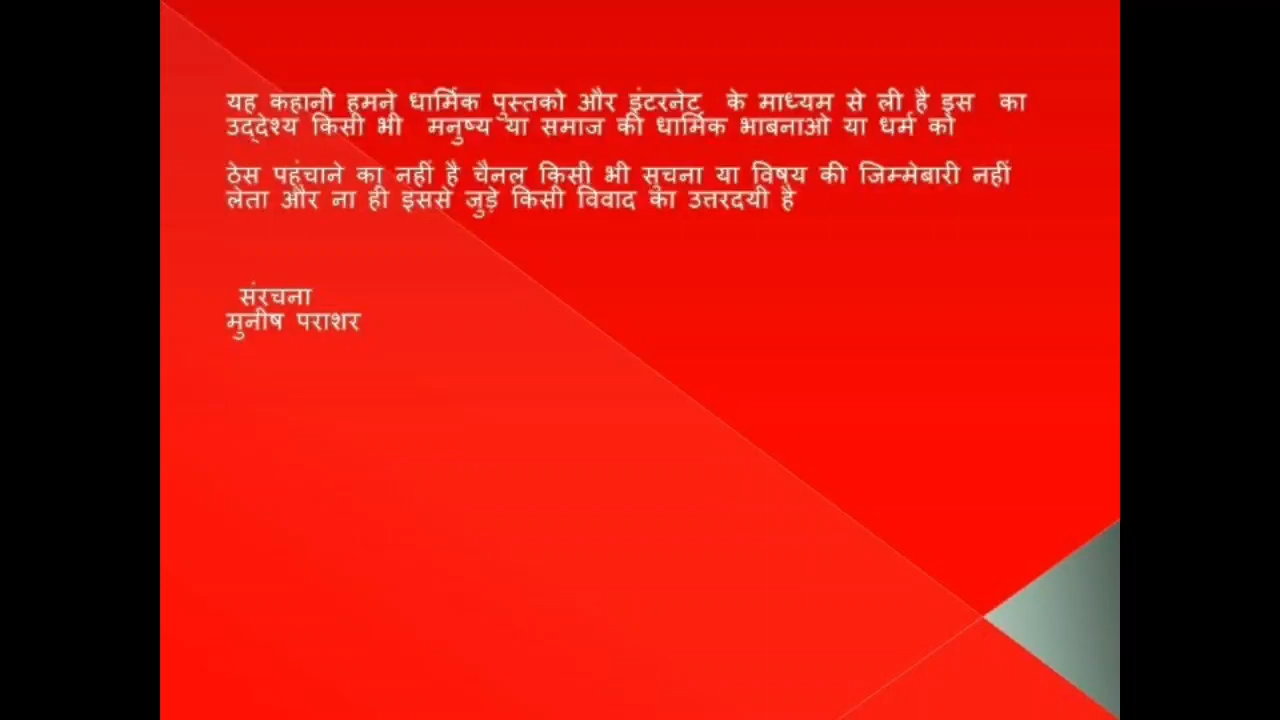 यह कहानी हमने धार्मिक पुस्तको और इंटरनेट के माध्यम से ली है इस का
उद्देश्य किसी भी मनुष्य या समाज की धार्मिक भाबनाओ या धर्म को
ठेस पहुंचाने का नहीं है चैनल किसी भी सुचना या विषय की जिम्मेबारी नहीं
लेता और ना ही इससे जुड़े किसी विवाद का उत्तरदयी है
संरचना
मुनीष पराशर